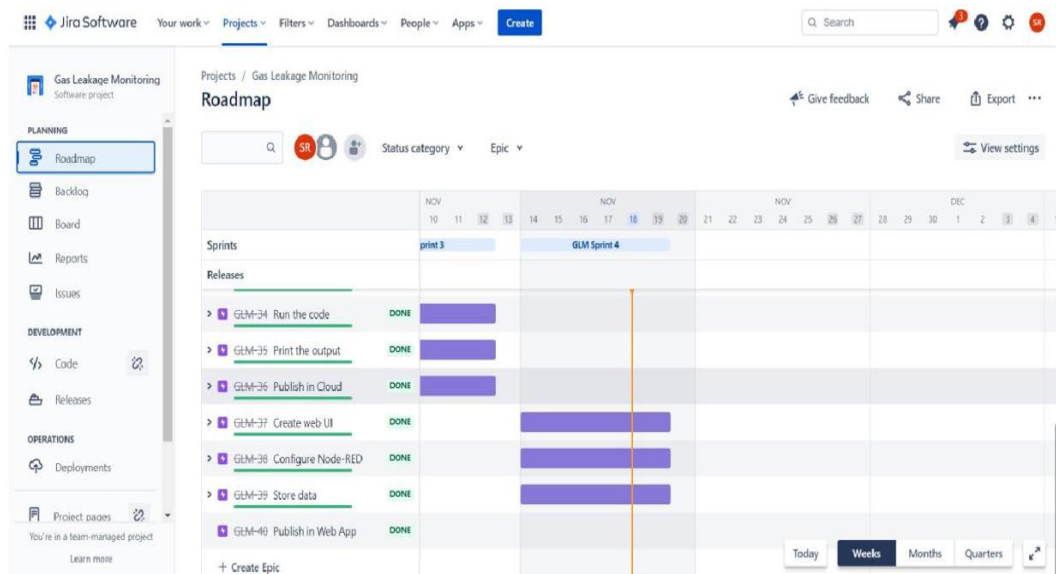 Jira Software Your work Projects Filters Dashboards People Apps Create Search 3 SR
Gas Leakage Monitoring
Software project
PLANNING
Roadmap
Backlog
Board
Reports
Issues
DEVELOPMENT
Code
Releases
OPERATIONS
Deployments
Project pages
You're in a team-managed project
Learn more
Projects / Gas Leakage Monitoring
Roadmap
Give feedback Share Export
SR Status category Epic View settings
NOV NOV NOV DEC
10 11 12 13 14 15 16 17 18 19 20 21 22 23 24 25 26 27 28 29 30 1 2 3 4
Sprints print 3 GLM Sprint 4
Releases
GLM-34 Run the code DONE
GLM-35 Print the output DONE
GLM-36 Publish in Cloud DONE
GLM-37 Create web UI DONE
GLM-38 Configure Node-RED DONE
GLM-39 Store data DONE
GLM-40 Publish in Web App DONE
+ Create Epic
Today Weeks Months Quarters